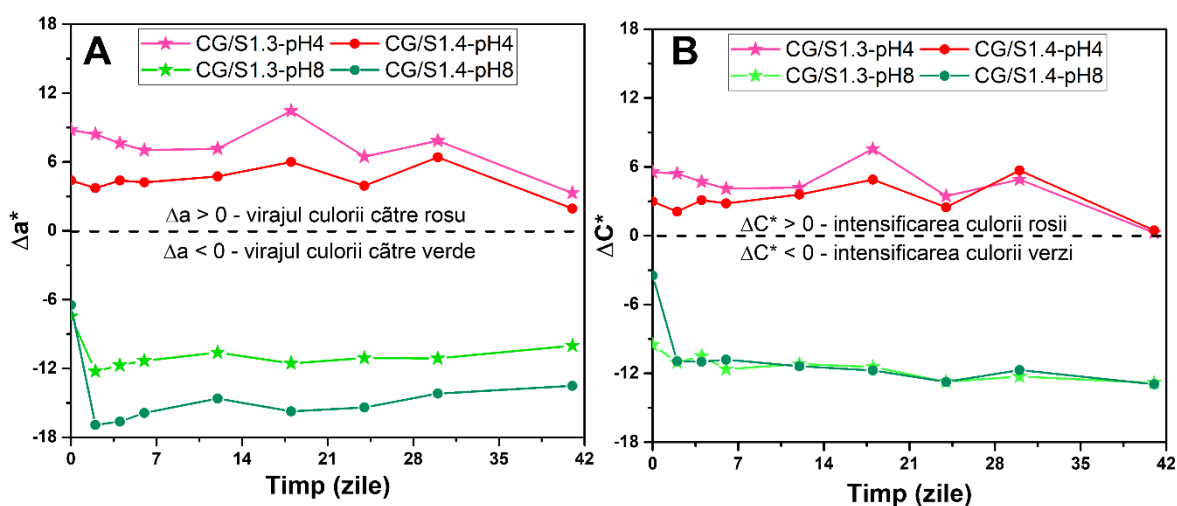 A
CG/S1.3-pH4 CG/S1.4-pH4
CG/S1.3-pH8 CG/S1.4-pH8
18
12
6
0
-6
-12
-18
Δa*
Δa > 0 - virajul culorii cãtre rosu
Δa < 0 - virajul culorii cãtre verde
0 7 14 21 28 35 42
Timp (zile)
B
CG/S1.3-pH4 CG/S1.4-pH4
CG/S1.3-pH8 CG/S1.4-pH8
18
12
6
0
-6
-12
-18
ΔC*
ΔC* > 0 - intensificarea culorii rosii
ΔC* < 0 - intensificarea culorii verzi
0 7 14 21 28 35 42
Timp (zile)